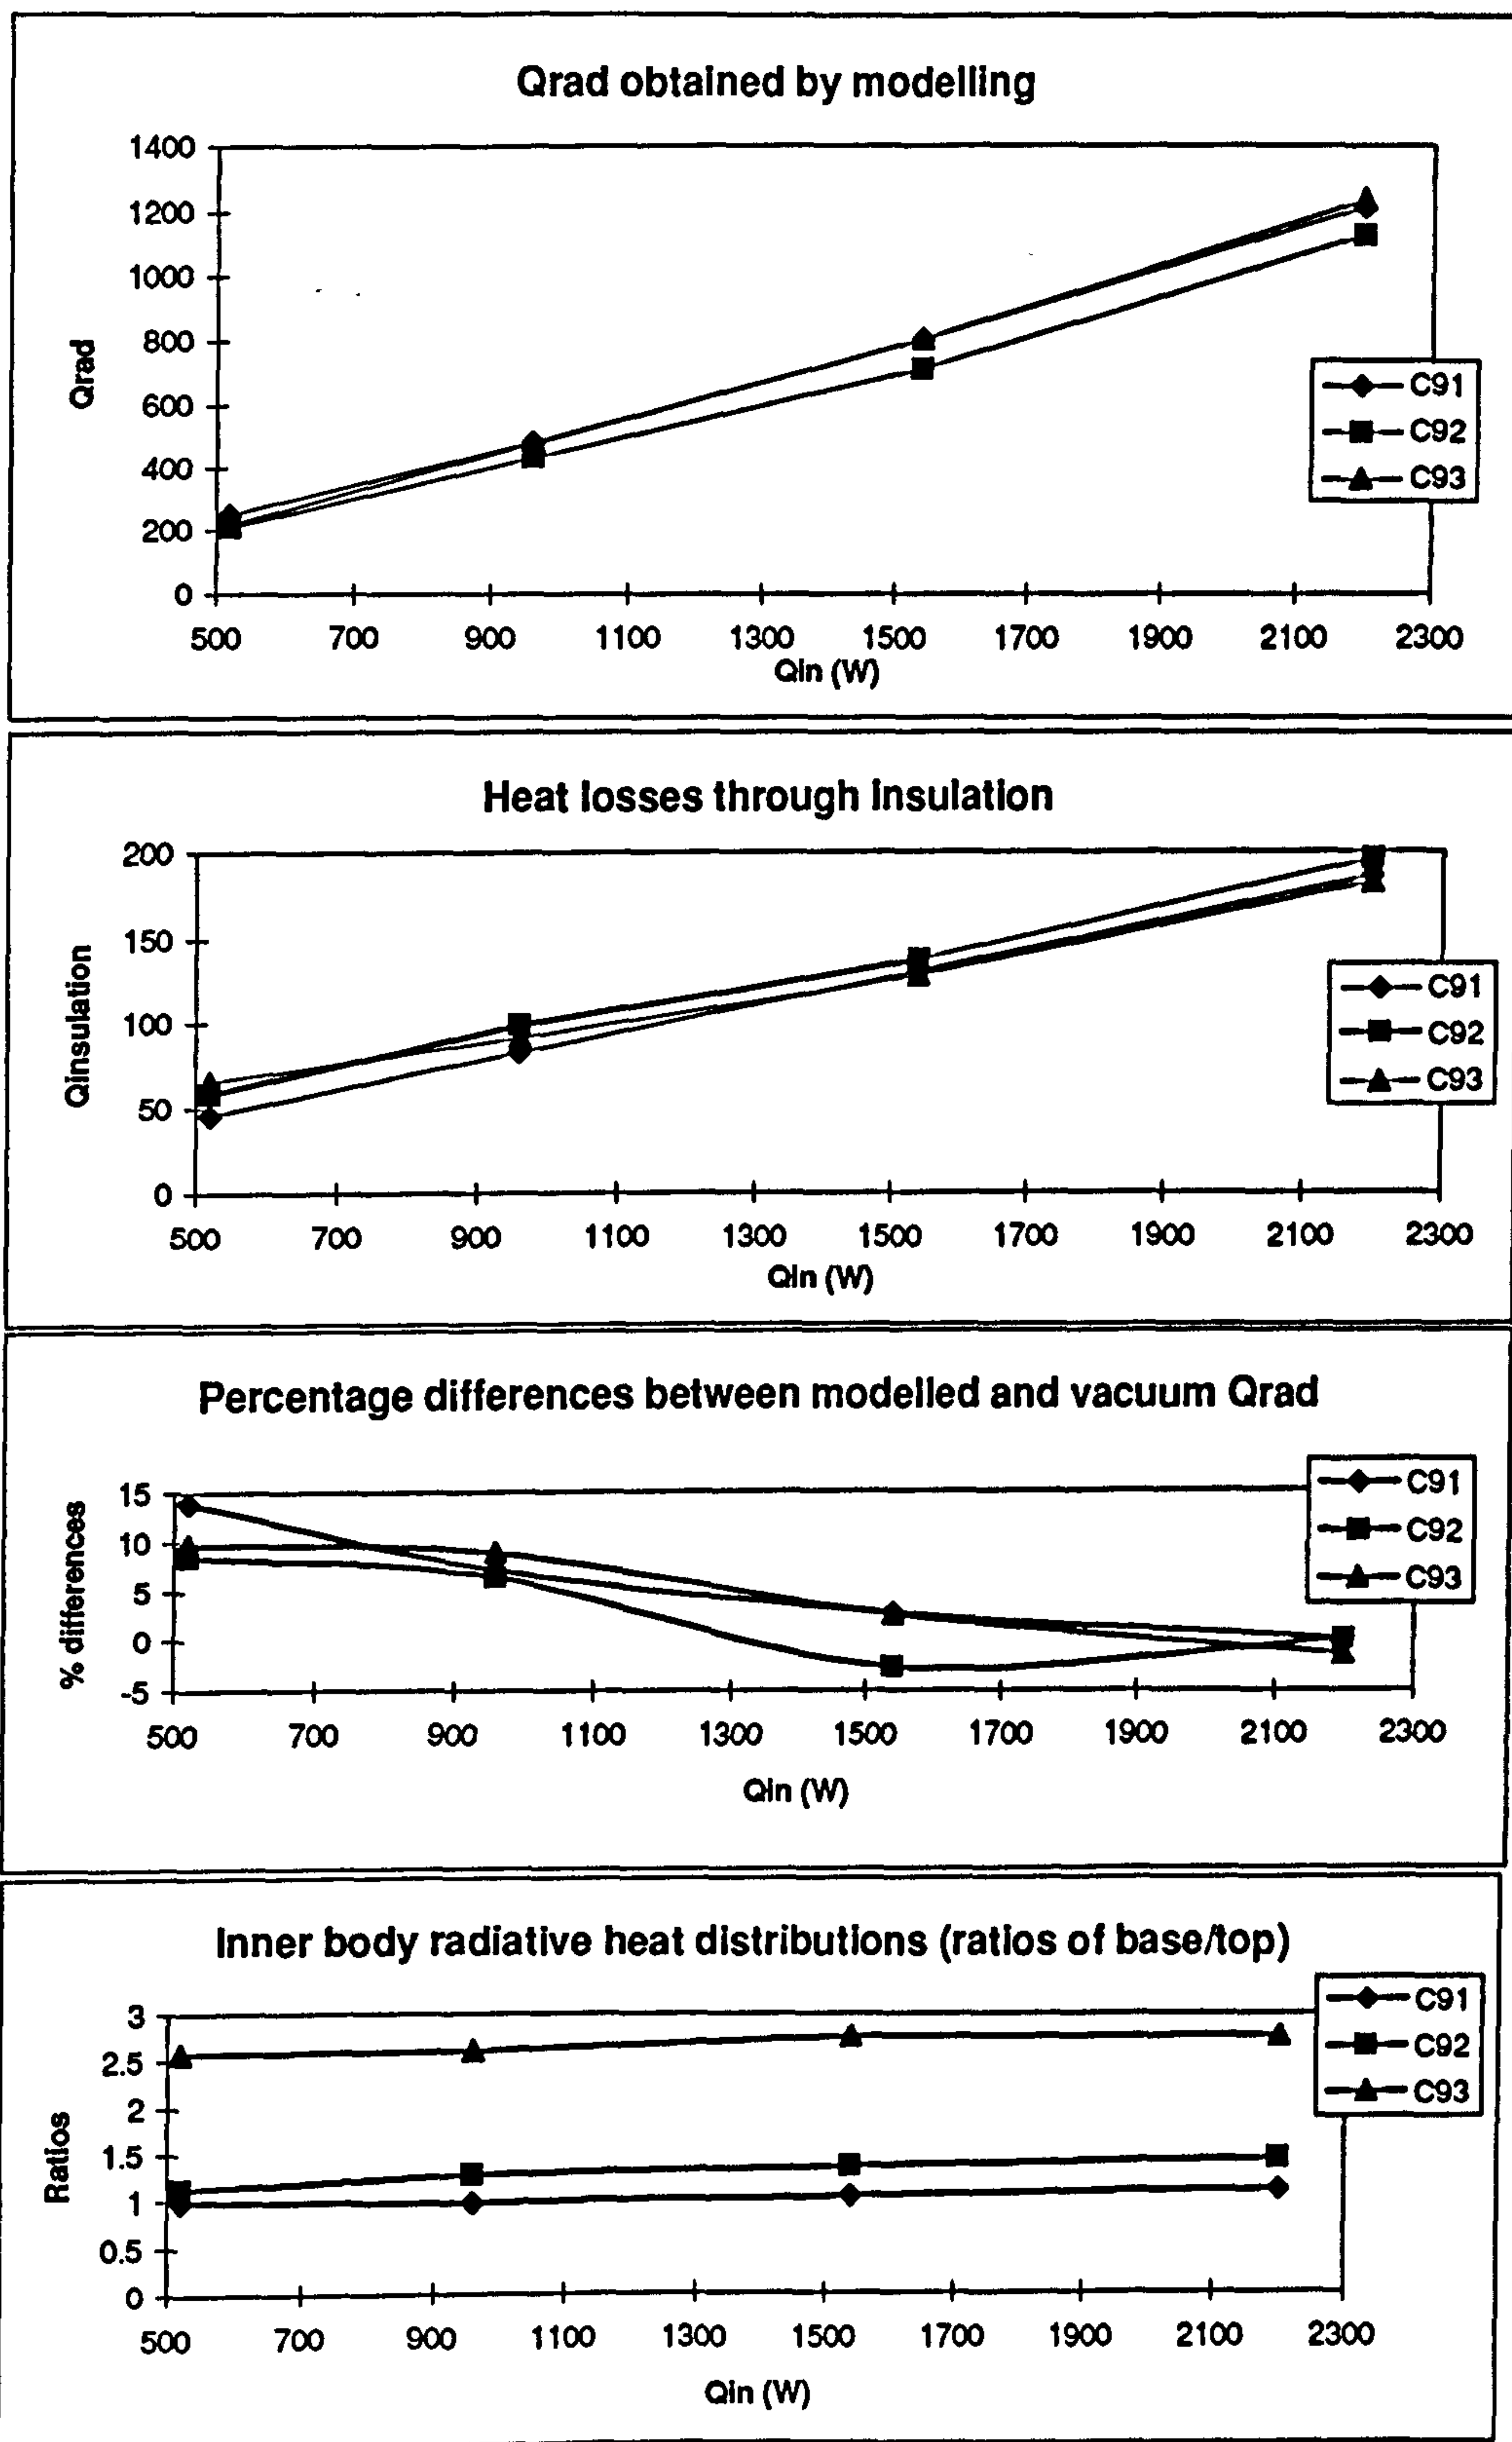 Qrad obtained by modelling
1400
1200
1000
800
600
400
200
0
Qrad
500 700 900 1100 1300 1500 1700 1900 2100 2300
Qin (W)
C91
C92
C93
Heat losses through insulation
200
150
100
50
0
Qinsulation
500 700 900 1100 1300 1500 1700 1900 2100 2300
Qin (W)
C91
C92
C93
Percentage differences between modelled and vacuum Qrad
15
10
5
0
-5
% differences
500 700 900 1100 1300 1500 1700 1900 2100 2300
Qin (W)
C91
C92
C93
Inner body radiative heat distributions (ratios of base/top)
3
2.5
2
1.5
1
0.5
0
Ratios
500 700 900 1100 1300 1500 1700 1900 2100 2300
Qin (W)
C91
C92
C93